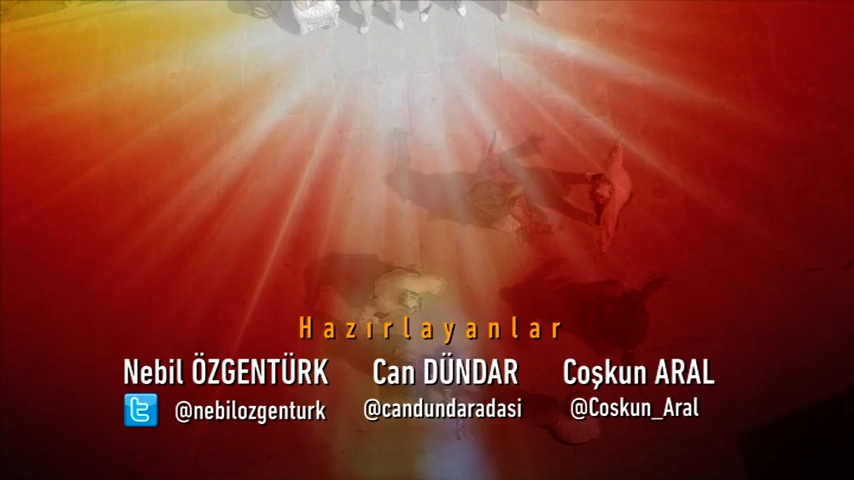 Hazırlayanlar
Nebil ÖZGENTÜRK Can DÜNDAR Coşkun ARAL
@nebilozgenturk @candundaradasi @Coskun_Aral